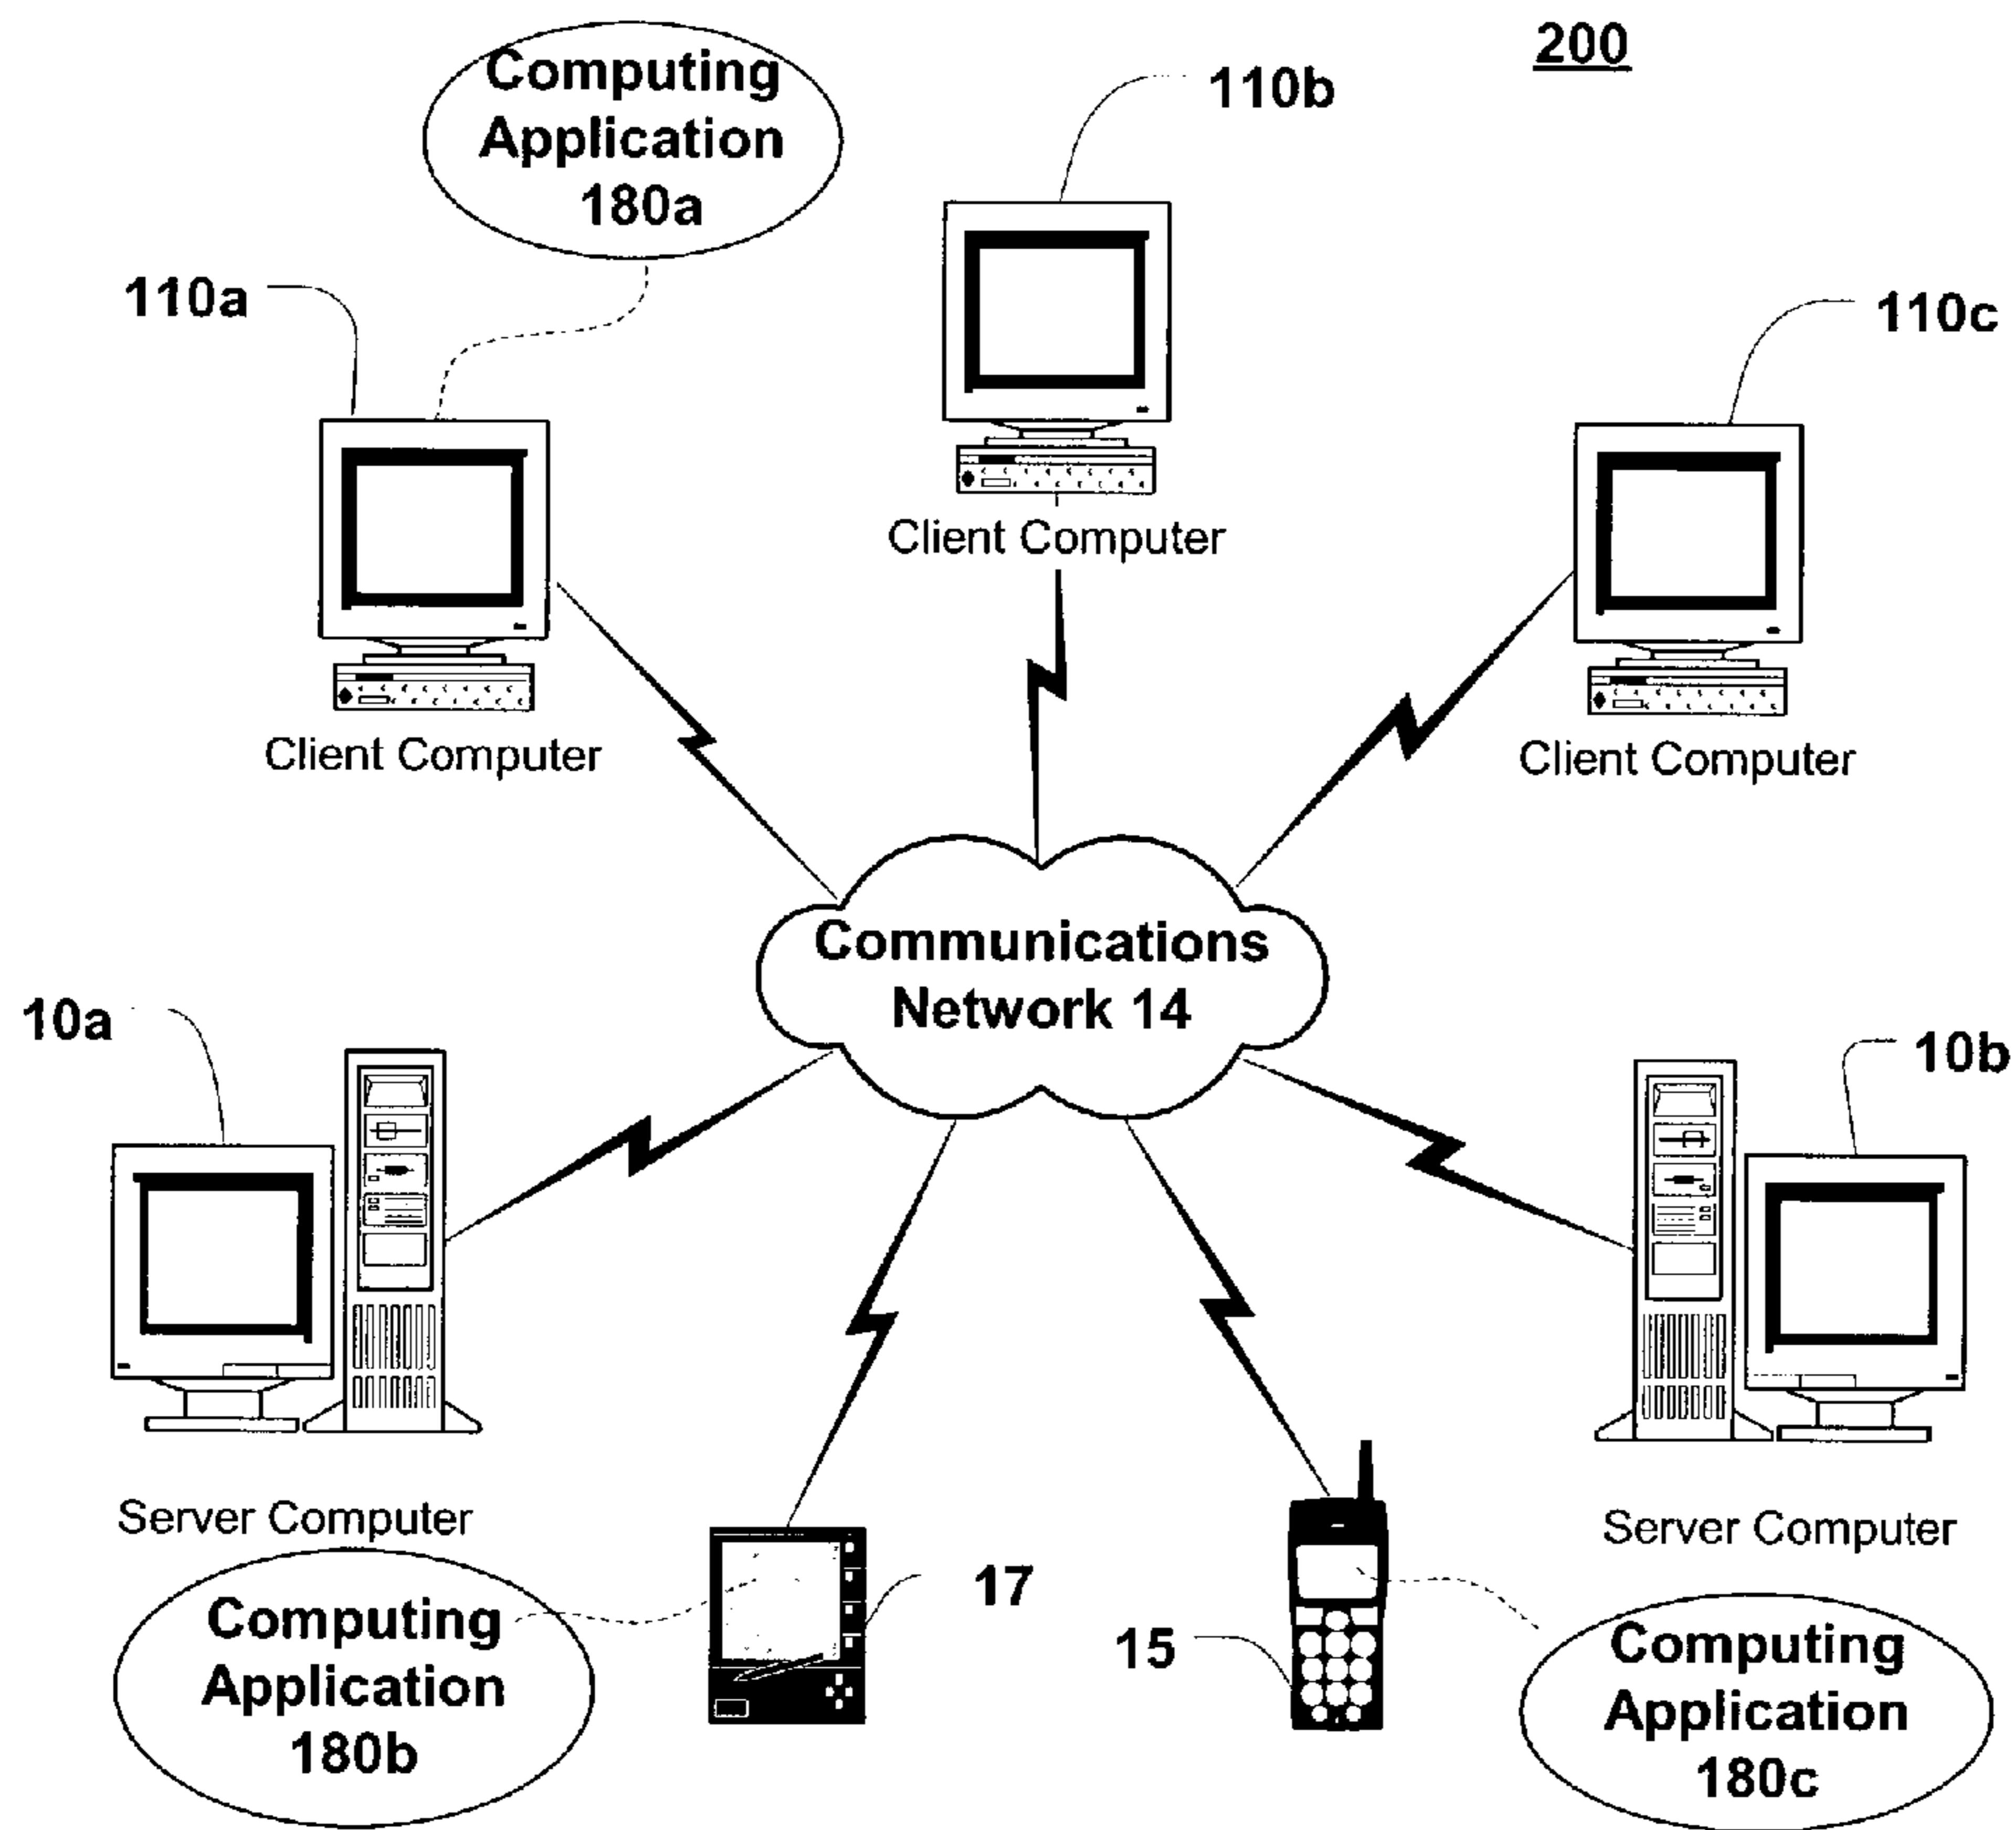 200
Computing
Application
180a
110b
110a
110c
Client Computer
Client Computer
Client Computer
Communications
Network 14
10a
10b
Server Computer
Server Computer
17
15
Computing
Application
180b
Computing
Application
180c